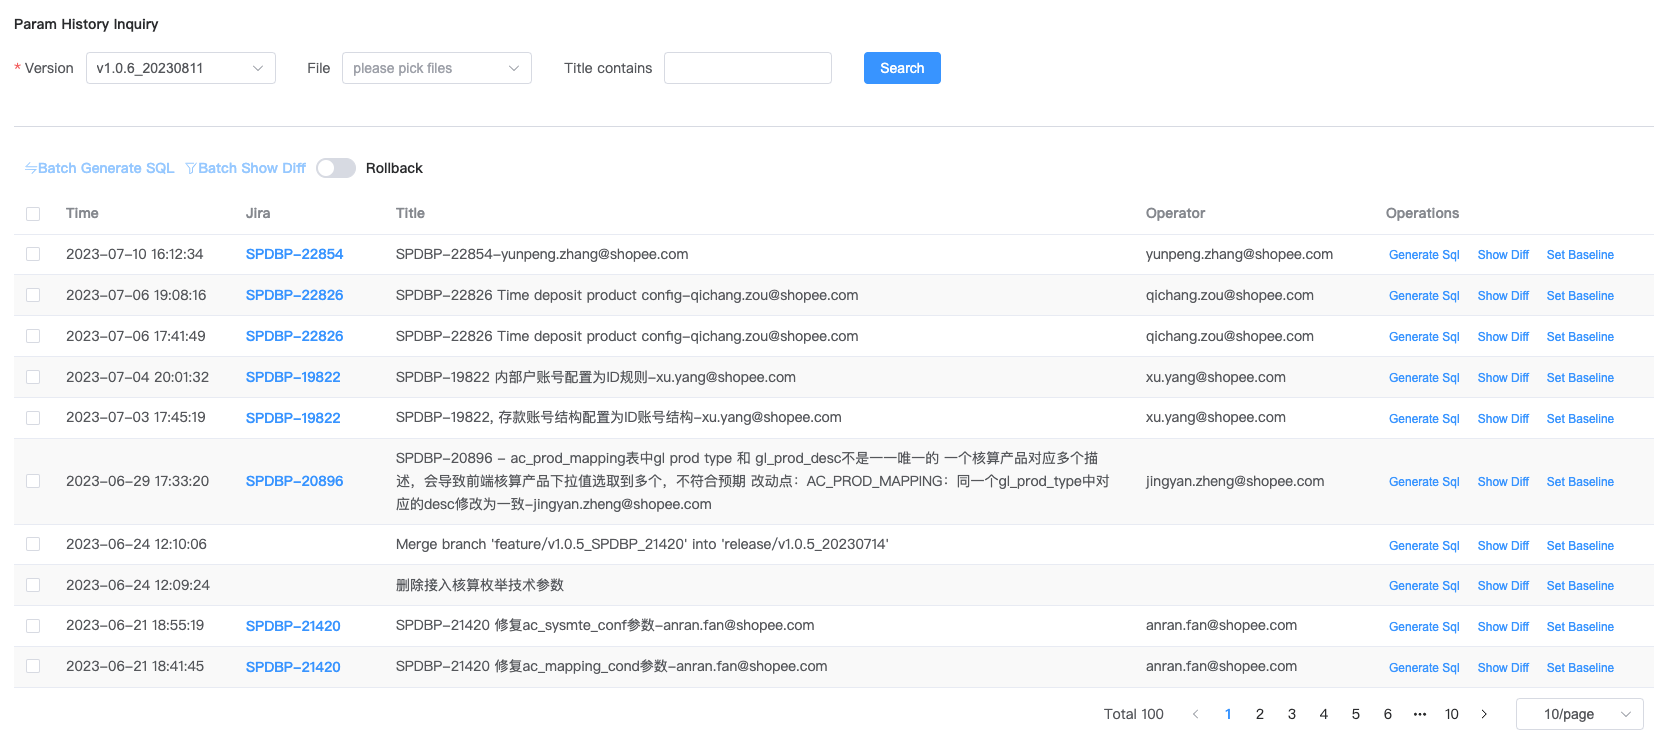 Param History Inquiry
* Version v1.0.6_20230811 File please pick files Title contains Search
Batch Generate SQL Batch Show Diff Rollback
Time Jira Title Operator Operations
2023-07-10 16:12:34 SPDBP-22854 SPDBP-22854-yunpeng.zhang@shopee.com yunpeng.zhang@shopee.com Generate Sql Show Diff Set Baseline
2023-07-06 19:08:16 SPDBP-22826 SPDBP-22826 Time deposit product config-qichang.zou@shopee.com qichang.zou@shopee.com Generate Sql Show Diff Set Baseline
2023-07-06 17:41:49 SPDBP-22826 SPDBP-22826 Time deposit product config-qichang.zou@shopee.com qichang.zou@shopee.com Generate Sql Show Diff Set Baseline
2023-07-04 20:01:32 SPDBP-19822 SPDBP-19822 内部户账号配置为ID规则-xu.yang@shopee.com xu.yang@shopee.com Generate Sql Show Diff Set Baseline
2023-07-03 17:45:19 SPDBP-19822 SPDBP-19822, 存款账号结构配置为ID账号结构-xu.yang@shopee.com xu.yang@shopee.com Generate Sql Show Diff Set Baseline
SPDBP-20896 - ac_prod_mapping表中gl prod type 和 gl_prod_desc不是一一唯一的 一个核算产品对应多个描
2023-06-29 17:33:20 SPDBP-20896 述，会导致前端核算产品下拉值选取到多个，不符合预期 改动点：AC_PROD_MAPPING：同一个gl_prod_type中对 jingyan.zheng@shopee.com Generate Sql Show Diff Set Baseline
应的desc修改为一致-jingyan.zheng@shopee.com
2023-06-24 12:10:06 Merge branch 'feature/v1.0.5_SPDBP_21420' into 'release/v1.0.5_20230714' Generate Sql Show Diff Set Baseline
2023-06-24 12:09:24 删除接入核算枚举技术参数 Generate Sql Show Diff Set Baseline
2023-06-21 18:55:19 SPDBP-21420 SPDBP-21420 修复ac_sysmte_conf参数-anran.fan@shopee.com anran.fan@shopee.com Generate Sql Show Diff Set Baseline
2023-06-21 18:41:45 SPDBP-21420 SPDBP-21420 修复ac_mapping_cond参数-anran.fan@shopee.com anran.fan@shopee.com Generate Sql Show Diff Set Baseline
Total 100 1 2 3 4 5 6 ••• 10 10/page